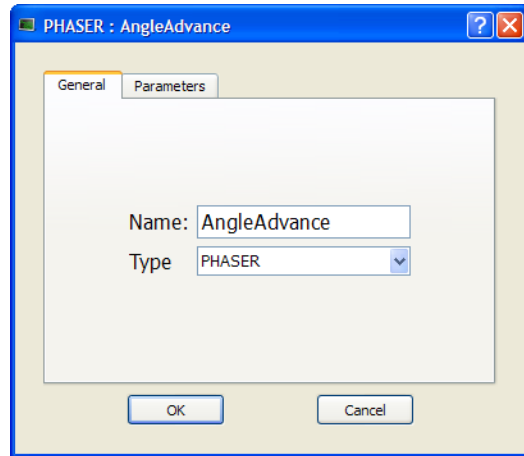 PHASER : AngleAdvance
General Parameters
Name: AngleAdvance
Type PHASER
OK Cancel